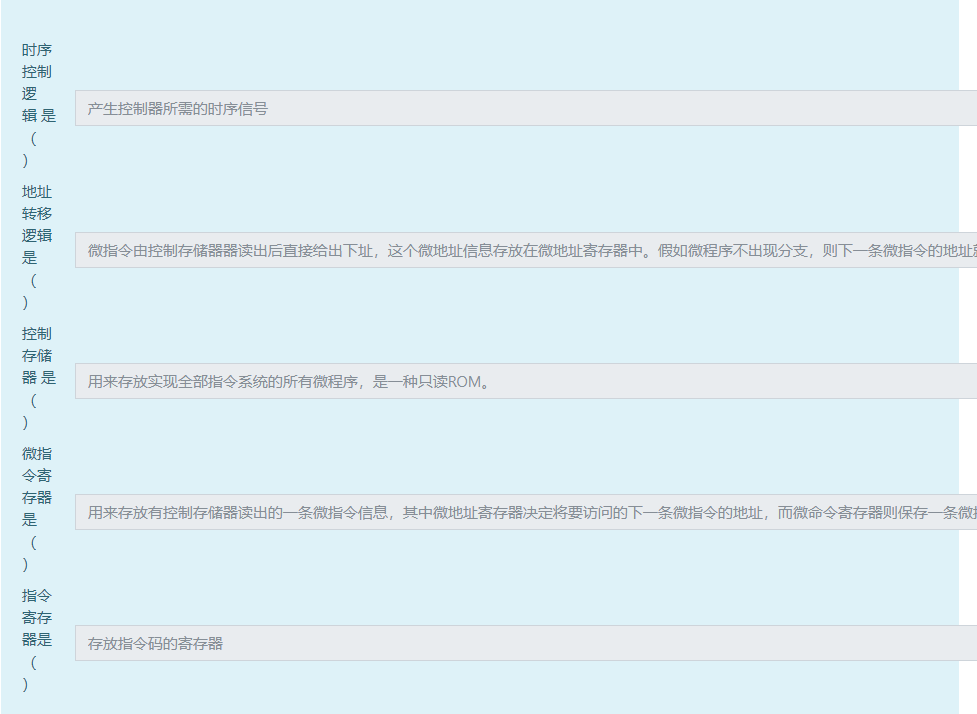 时序
控制
逻
辑 是
（
）
产生控制器所需的时序信号
地址
转移
逻辑
是
（
）
微指令由控制存储器器读出后直接给出下址，这个微地址信息存放在微地址寄存器中。假如微程序不出现分支，则下一条微指令的地址
控制
存储
器 是
（
）
用来存放实现全部指令系统的所有微程序，是一种只读ROM。
微指
令寄
存器
是
（
）
用来存放有控制存储器读出的一条微指令信息，其中微地址寄存器决定将要访问的下一条微指令的地址，而微命令寄存器则保存一条微
指令
寄存
器是
（
）
存放指令码的寄存器